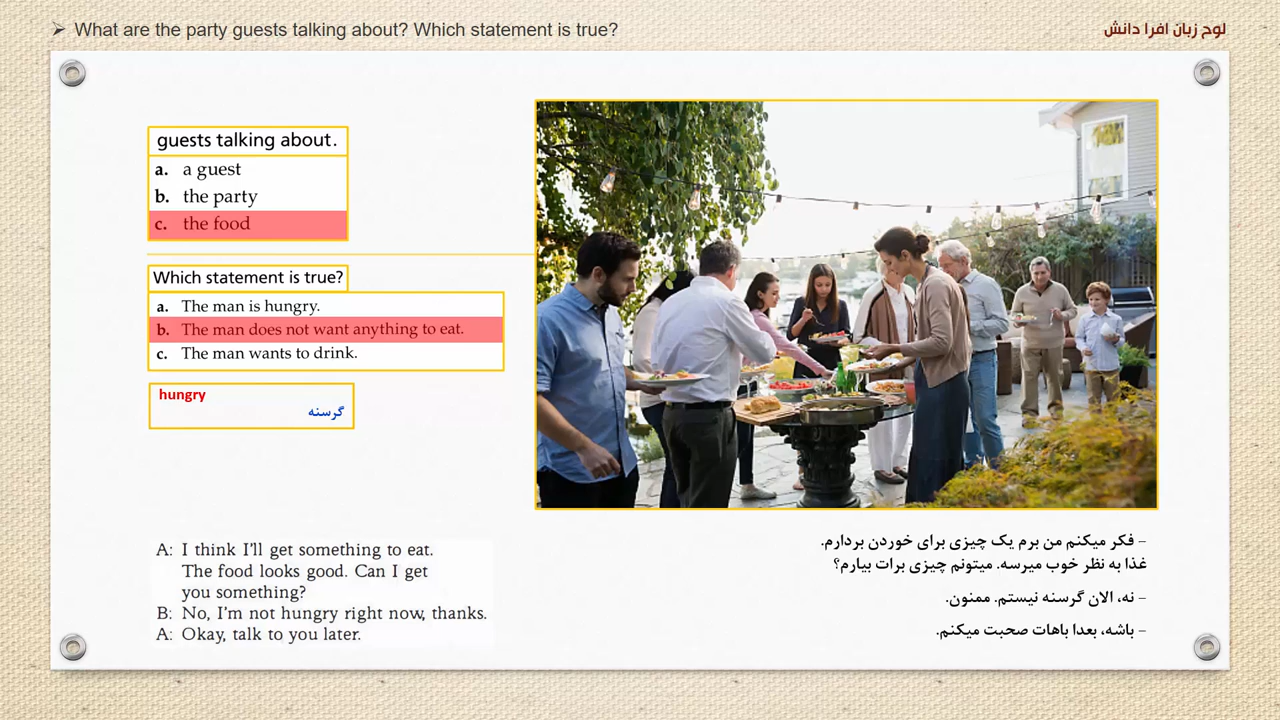 ➢ What are the party guests talking about? Which statement is true?
لوح زبان افرا دانش
guests talking about.
a. a guest
b. the party
c. the food
Which statement is true?
a. The man is hungry.
b. The man does not want anything to eat.
c. The man wants to drink.
hungry
گرسنه
A: I think I'll get something to eat.
The food looks good. Can I get
you something?
B: No, I'm not hungry right now, thanks.
A: Okay, talk to you later.
– فکر میکنم من برم یک چیزی برای خوردن بردارم.
غذا به نظر خوب میرسه. میتونم چیزی برات بیارم؟
– نه، الان گرسنه نیستم. ممنون.
– باشه، بعدا باهات صحبت میکنم.